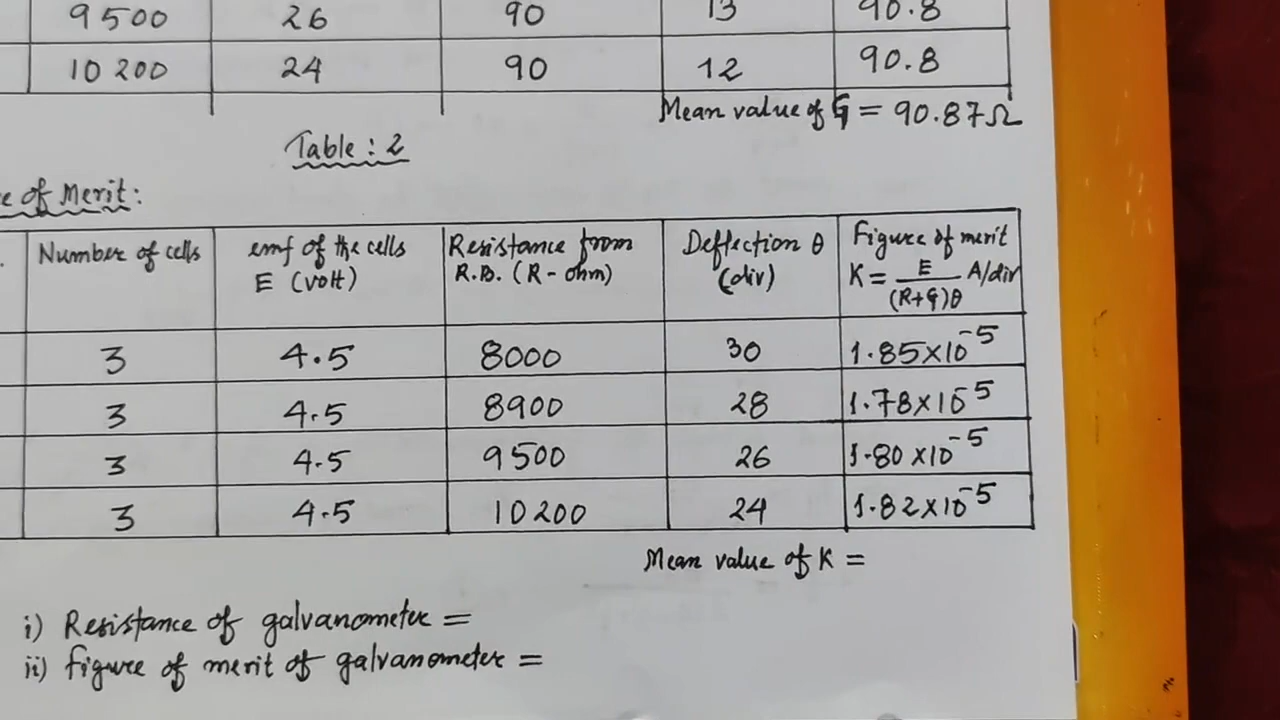 9500 26 90 13 90.8
10200 24 90 12 90.8
Mean value of G = 90.87Ω
Table : 2
ce of Merit:
. Number of cells emf of the cells E (volt) Resistance from R.B. (R - ohm) Deflection θ (div) Figure of merit K = E/(R+G)θ A/div
3 4.5 8000 30 1.85×10⁻⁵
3 4.5 8900 28 1.78×10⁻⁵
3 4.5 9500 26 1.80×10⁻⁵
3 4.5 10200 24 1.82×10⁻⁵
Mean value of K =
i) Resistance of galvanometer =
ii) figure of merit of galvanometer =